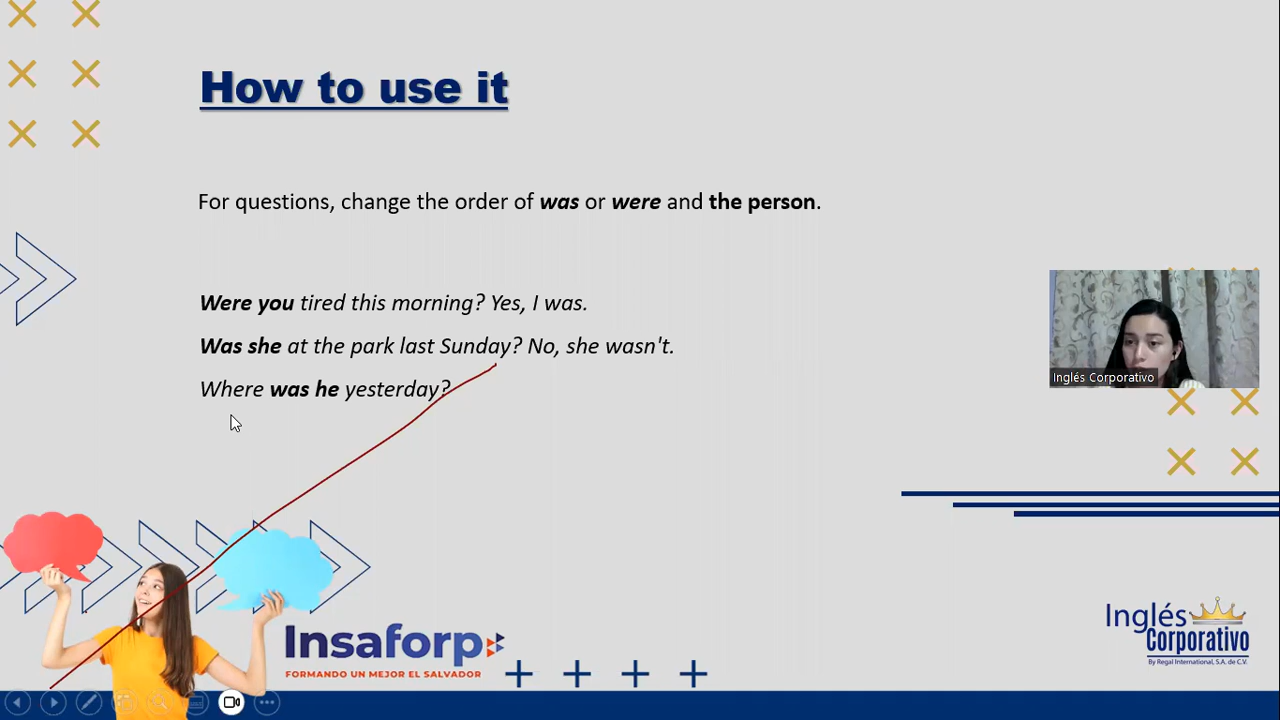 How to use it
For questions, change the order of was or were and the person.
Were you tired this morning? Yes, I was.
Was she at the park last Sunday? No, she wasn't.
Where was he yesterday?
Inglés Corporativo
Insaforp
FORMANDO UN MEJOR EL SALVADOR
Inglés
Corporativo
By Regal International, S.A. de C.V.